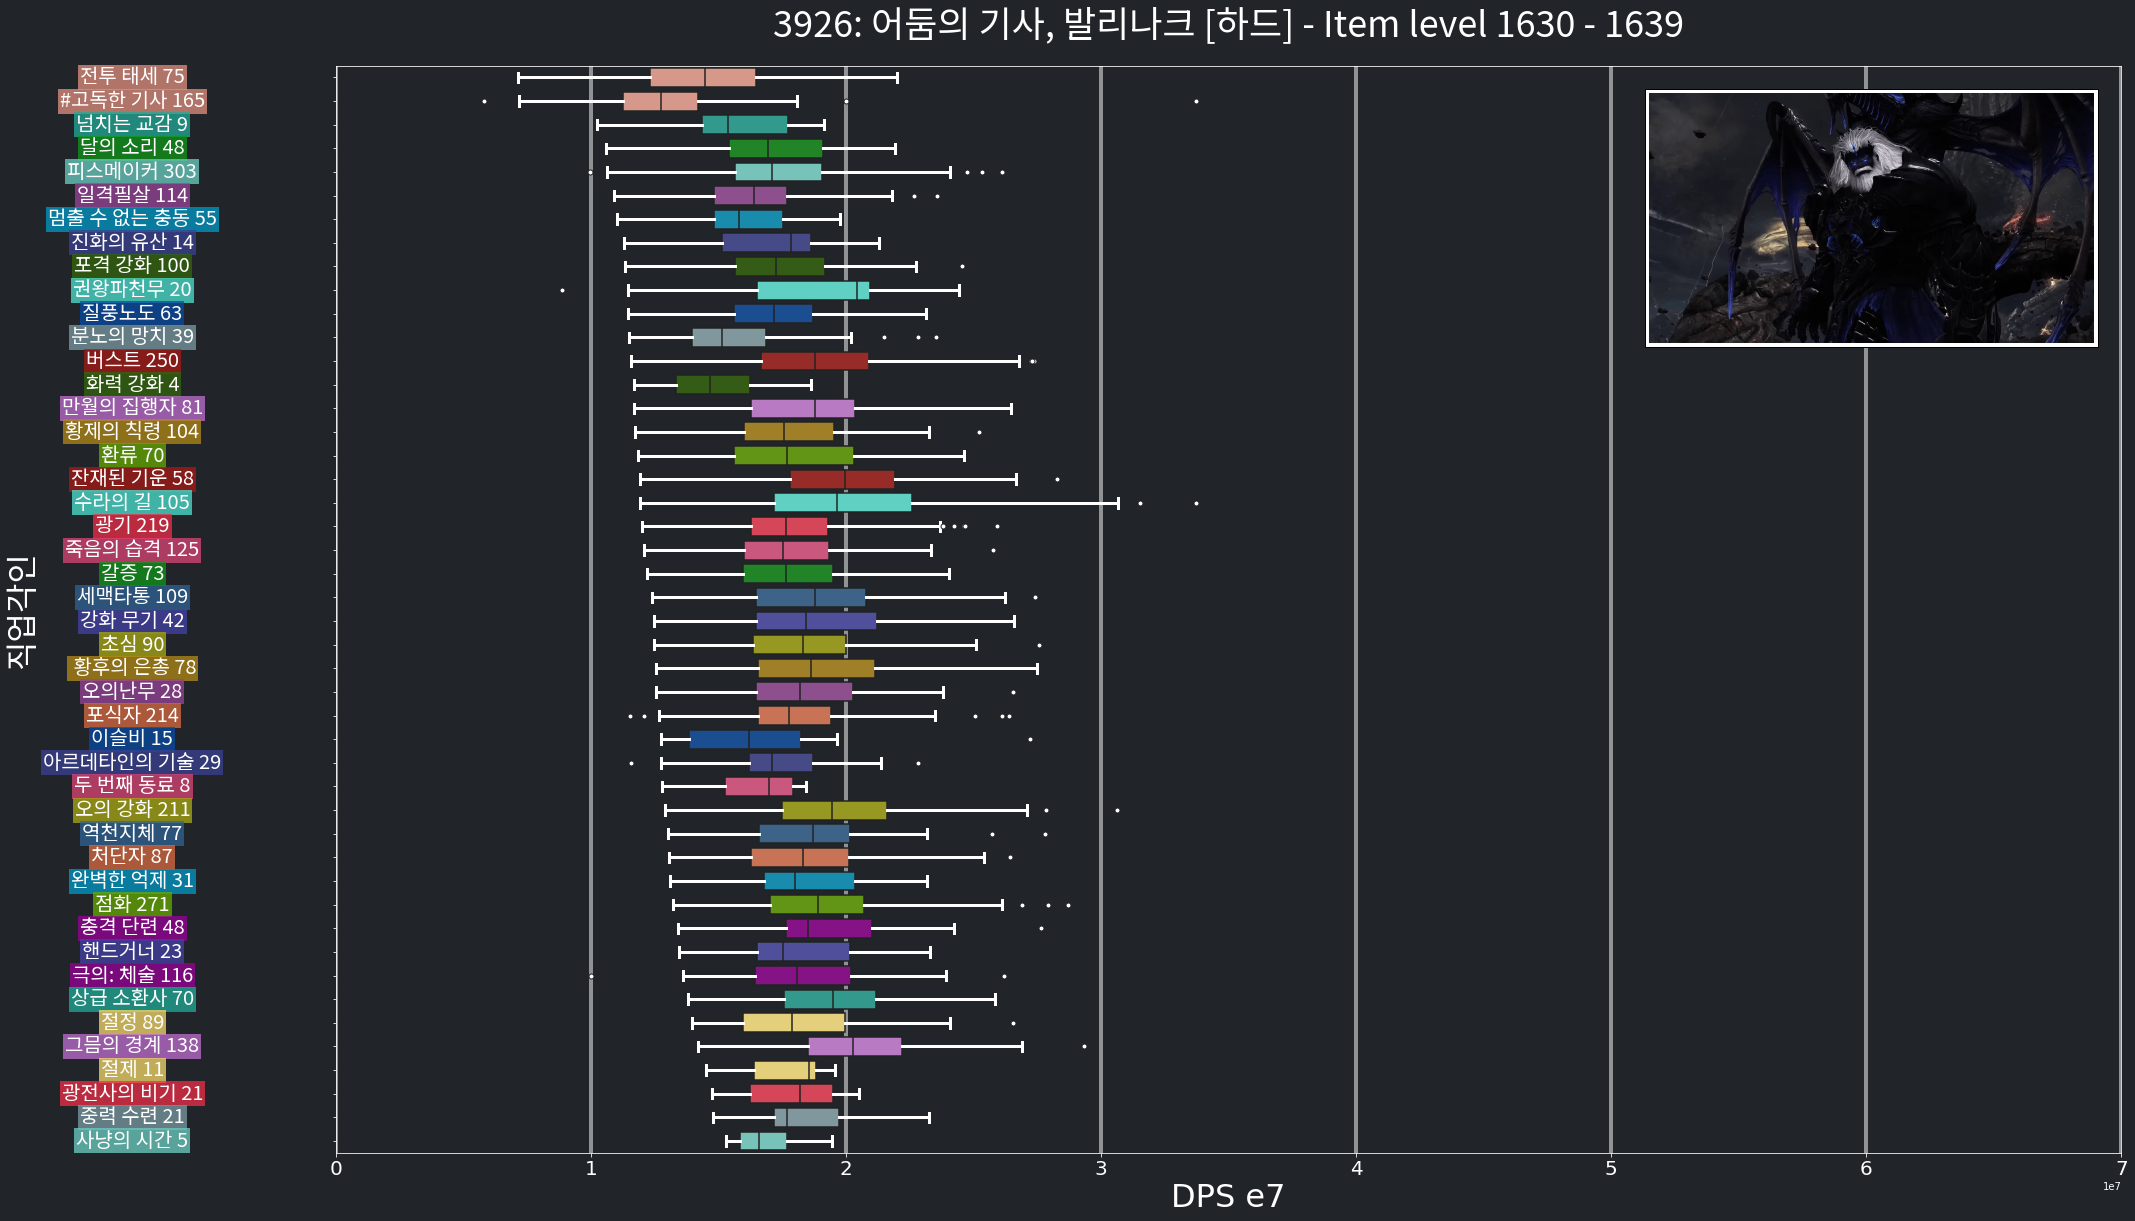 3926: 어둠의 기사, 발리나크 [하드] - Item level 1630 - 1639
직업각인
전투 태세 75
#고독한 기사 165
넘치는 교감 9
달의 소리 48
피스메이커 303
일격필살 114
멈출 수 없는 충동 55
진화의 유산 14
포격 강화 100
권왕파천무 20
질풍노도 63
분노의 망치 39
버스트 250
화력 강화 4
만월의 집행자 81
황제의 칙령 104
환류 70
잔재된 기운 58
수라의 길 105
광기 219
죽음의 습격 125
갈증 73
세맥타통 109
강화 무기 42
초심 90
황후의 은총 78
오의난무 28
포식자 214
이슬비 15
아르데타인의 기술 29
두 번째 동료 8
오의 강화 211
역천지체 77
처단자 87
완벽한 억제 31
점화 271
충격 단련 48
핸드거너 23
극의: 체술 116
상급 소환사 70
절정 89
그믐의 경계 138
절제 11
광전사의 비기 21
중력 수련 21
사냥의 시간 5
0 1 2 3 4 5 6 7
1e7
DPS e7